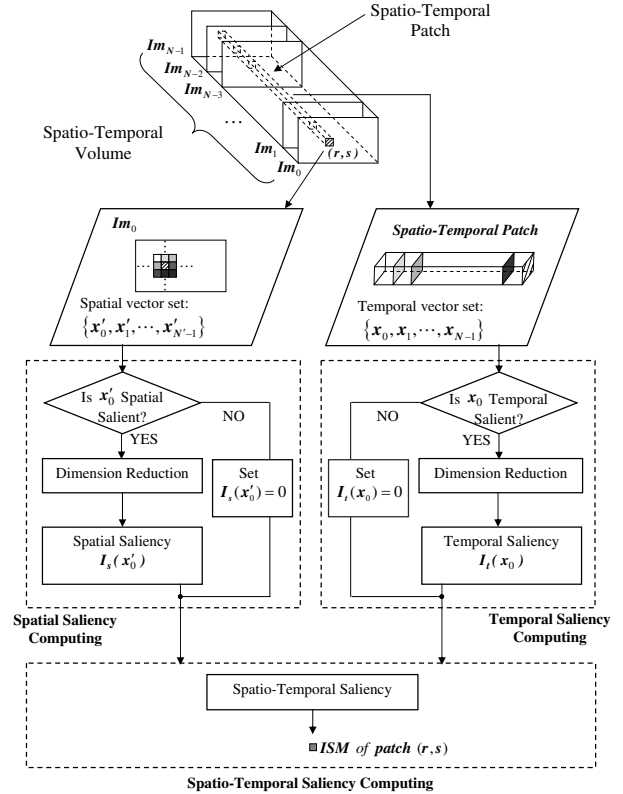 Spatio-Temporal
Patch
Im_{N-1}
Im_{N-2}
Im_{N-3}
...
Spatio-Temporal
Volume
Im_1
Im_0
(r,s)
Im_0
Spatial vector set:
{x'_0, x'_1, ⋯, x'_{N'-1}}
Spatio-Temporal Patch
Temporal vector set:
{x_0, x_1, ⋯, x_{N-1}}
Is x'_0 Spatial
Salient?
NO
YES
Dimension Reduction
Set
I_s(x'_0)=0
Spatial Saliency
I_s(x'_0)
Spatial Saliency
Computing
Is x_0 Temporal
Salient?
NO
YES
Set
I_t(x_0)=0
Dimension Reduction
Temporal Saliency
I_t(x_0)
Temporal Saliency
Computing
Spatio-Temporal Saliency
ISM of patch (r,s)
Spatio-Temporal Saliency Computing